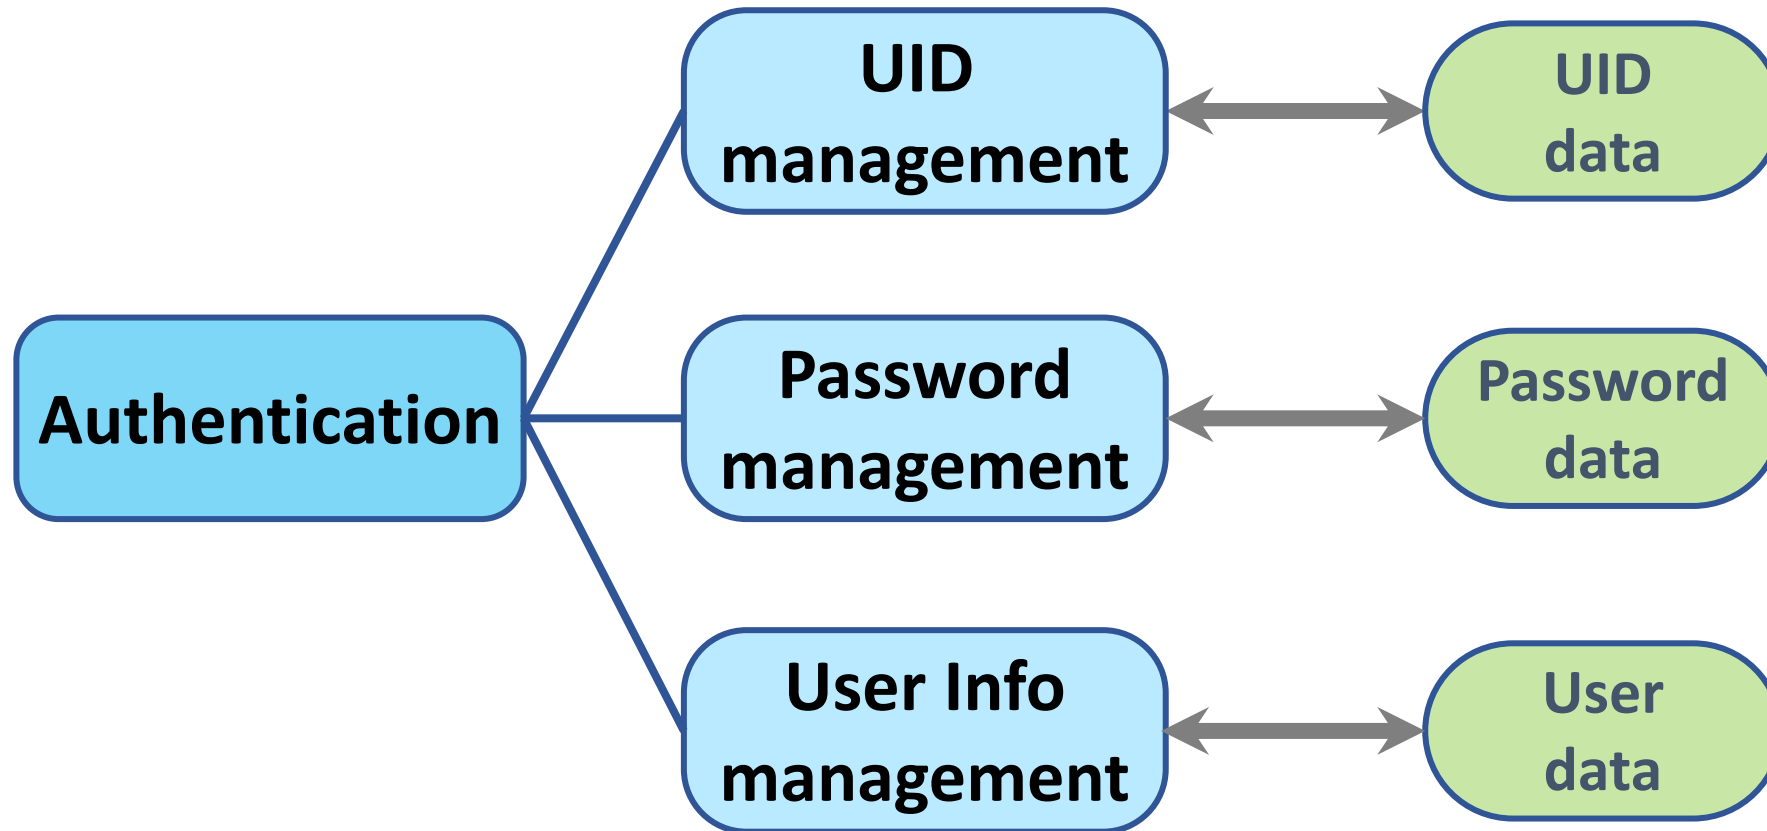 UID
management
UID
data
Authentication
Password
management
Password
data
User Info
management
User
data